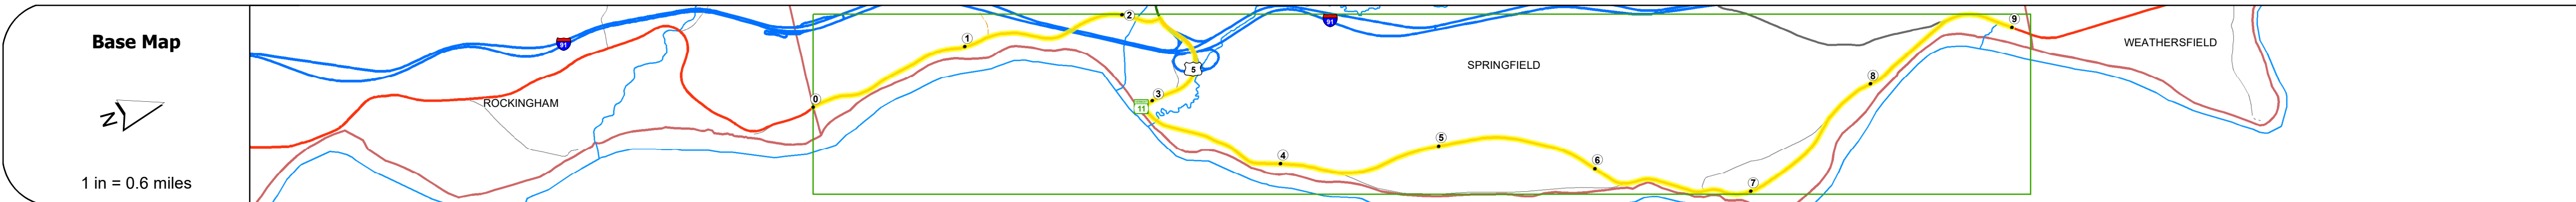 Base Map
N
1 in = 0.6 miles
91
ROCKINGHAM
0
1
2
5
11
3
91
SPRINGFIELD
4
5
6
7
8
9
WEATHERSFIELD